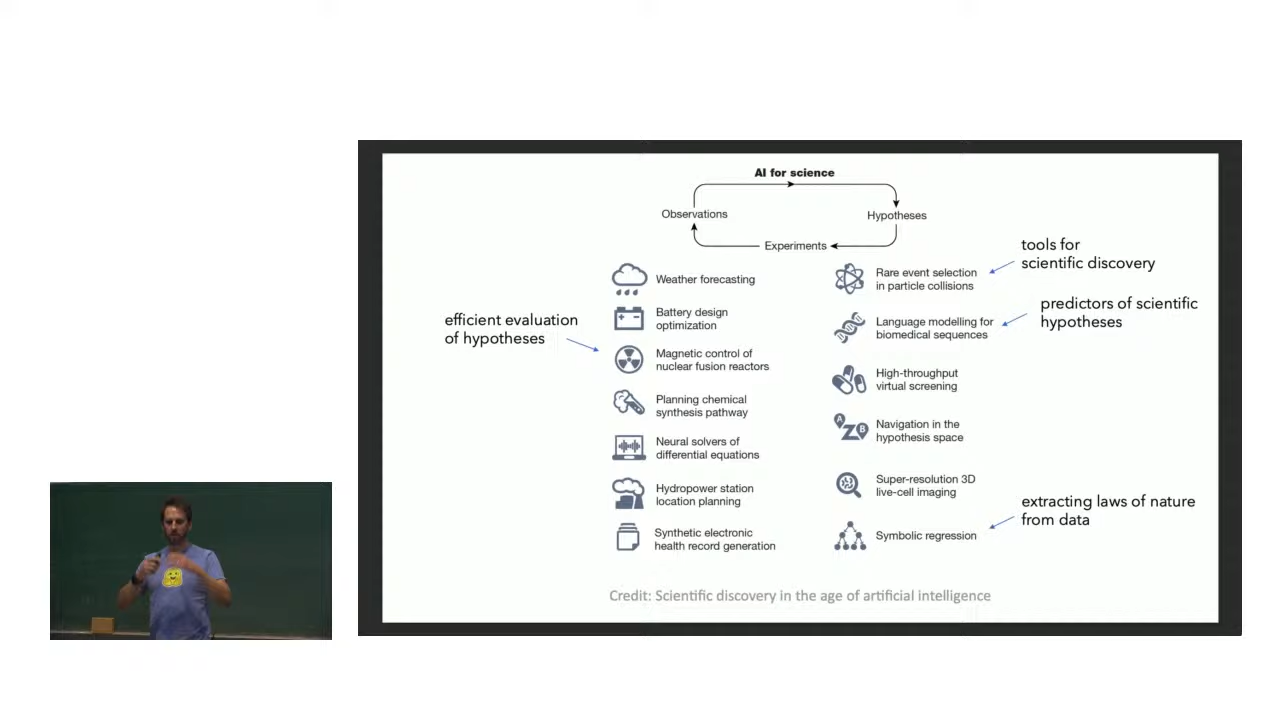 AI for science
Observations
Hypotheses
Experiments
Weather forecasting
Battery design
optimization
Magnetic control of
nuclear fusion reactors
Planning chemical
synthesis pathway
Neural solvers of
differential equations
Hydropower station
location planning
Synthetic electronic
health record generation
efficient evaluation
of hypotheses
Rare event selection
in particle collisions
Language modelling for
biomedical sequences
High-throughput
virtual screening
A
Z
B
Navigation in the
hypothesis space
Super-resolution 3D
live-cell imaging
Symbolic regression
tools for
scientific discovery
predictors of scientific
hypotheses
extracting laws of nature
from data
Credit: Scientific discovery in the age of artificial intelligence